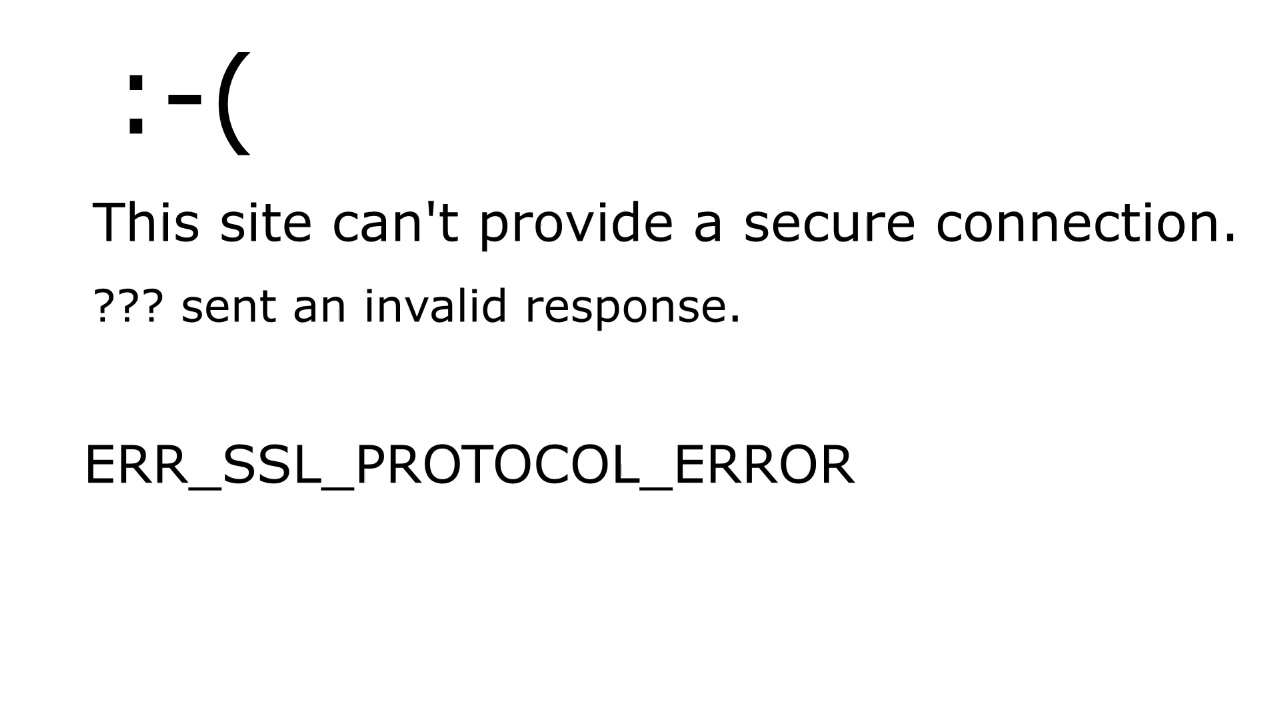 :-(
This site can't provide a secure connection.
??? sent an invalid response.
ERR_SSL_PROTOCOL_ERROR